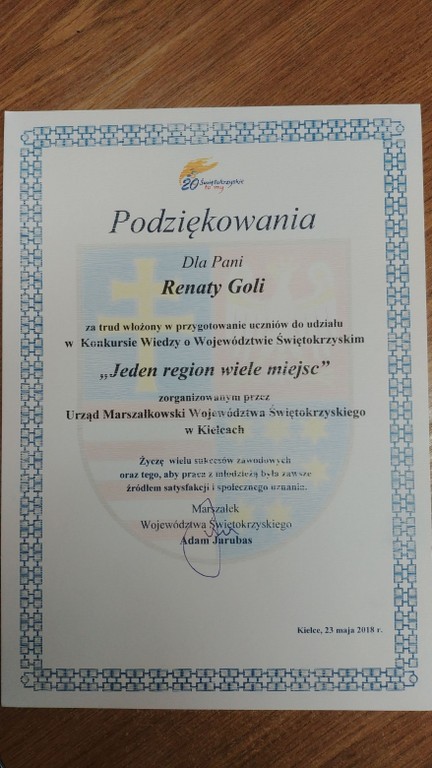 20 Świętokrzyskie
to my
Podziękowania
Dla Pani
Renaty Goli
za trud włożony w przygotowanie uczniów do udziału
w Konkursie Wiedzy o Województwie Świętokrzyskim
„Jeden region wiele miejsc”
zorganizowanym przez
Urząd Marszałkowski Województwa Świętokrzyskiego
w Kielcach
Życzę wielu sukcesów zawodowych
oraz tego, aby praca z młodzieżą była zawsze
źródłem satysfakcji i społecznego uznania.
Marszałek
Województwa Świętokrzyskiego
Adam Jarubas
Kielce, 23 maja 2018 r.